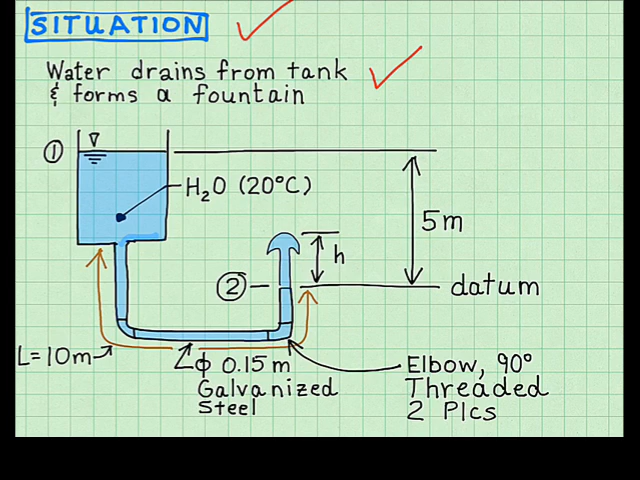 SITUATION
Water drains from tank
& forms a fountain
①
H₂O (20°C)
5m
h
②
datum
L=10m
ϕ 0.15 m
Galvanized
Steel
Elbow, 90°
Threaded
2 Plcs